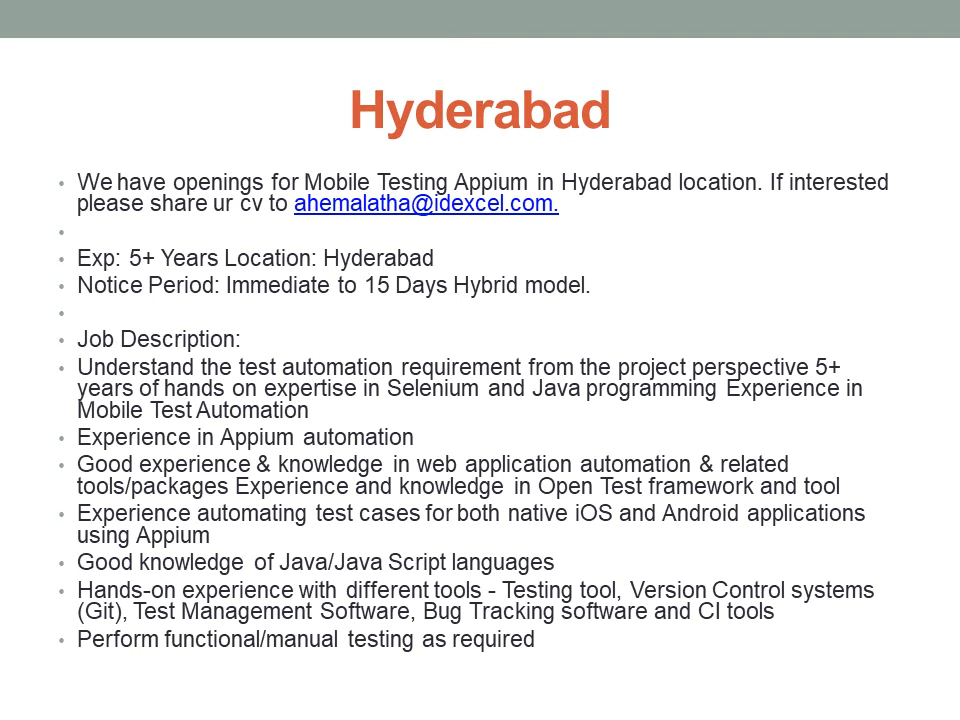 Hyderabad
• We have openings for Mobile Testing Appium in Hyderabad location. If interested
please share ur cv to ahemalatha@idexcel.com.
•
• Exp: 5+ Years Location: Hyderabad
• Notice Period: Immediate to 15 Days Hybrid model.
•
• Job Description:
• Understand the test automation requirement from the project perspective 5+
years of hands on expertise in Selenium and Java programming Experience in
Mobile Test Automation
• Experience in Appium automation
• Good experience & knowledge in web application automation & related
tools/packages Experience and knowledge in Open Test framework and tool
• Experience automating test cases for both native iOS and Android applications
using Appium
• Good knowledge of Java/Java Script languages
• Hands-on experience with different tools - Testing tool, Version Control systems
(Git), Test Management Software, Bug Tracking software and CI tools
• Perform functional/manual testing as required